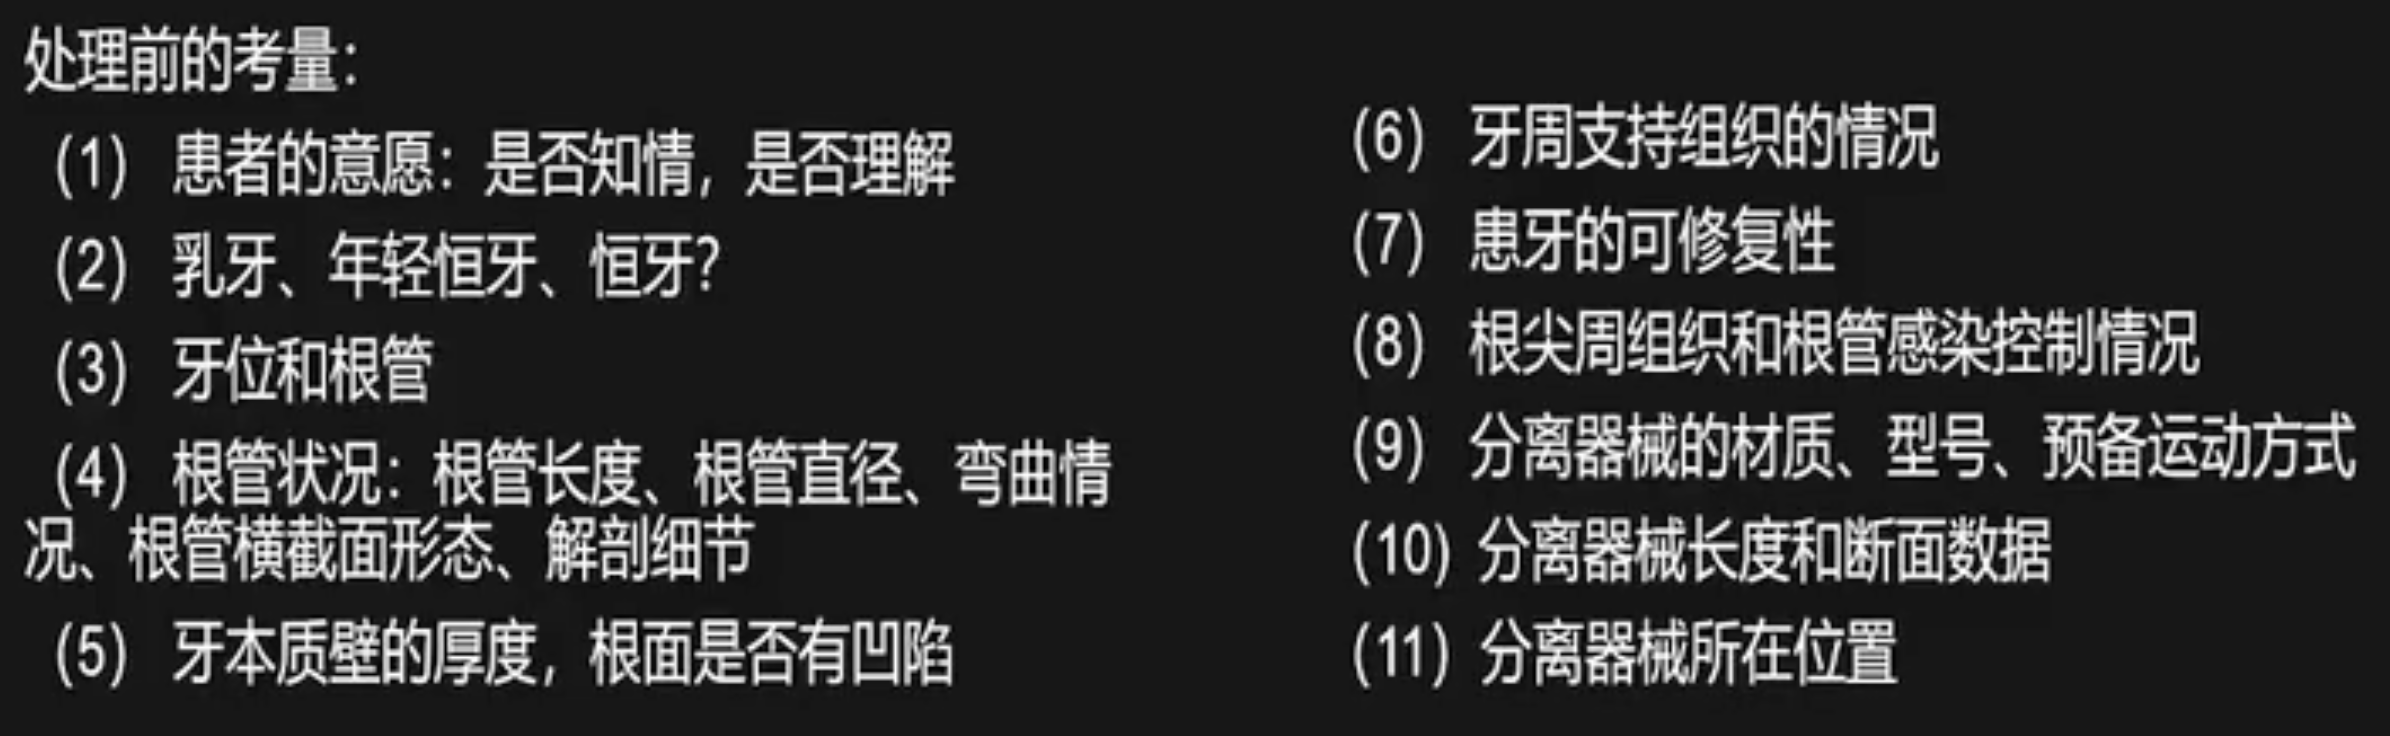 处理前的考量：
（1） 患者的意愿：是否知情，是否理解
（2） 乳牙、年轻恒牙、恒牙？
（3） 牙位和根管
（4） 根管状况：根管长度、根管直径、弯曲情
况、根管横截面形态、解剖细节
（5） 牙本质壁的厚度，根面是否有凹陷
（6） 牙周支持组织的情况
（7） 患牙的可修复性
（8） 根尖周组织和根管感染控制情况
（9） 分离器械的材质、型号、预备运动方式
（10）分离器械长度和断面数据
（11）分离器械所在位置